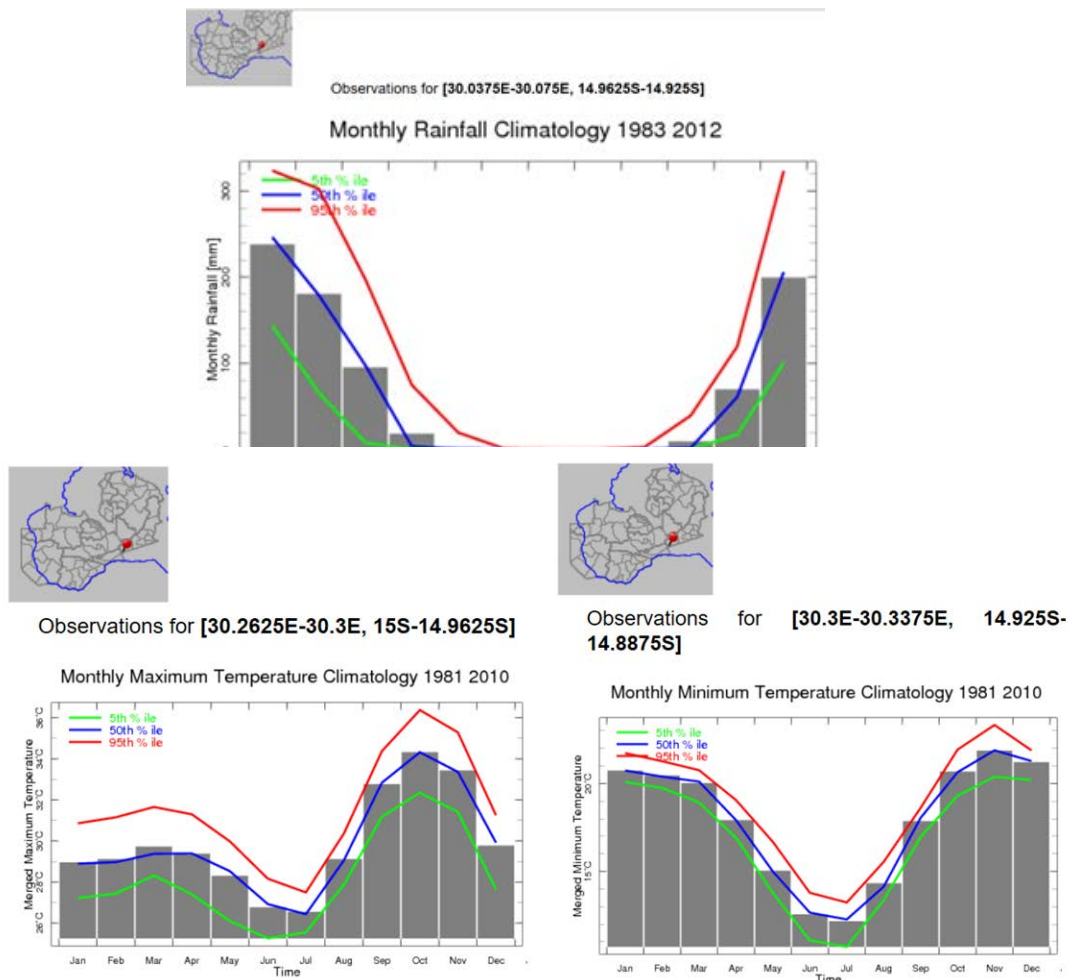 Observations for [30.0375E-30.075E, 14.9625S-14.925S]
Monthly Rainfall Climatology 1983 2012
5th % ile
50th % ile
95th % ile
300
200
100
Monthly Rainfall [mm]
Observations for [30.2625E-30.3E, 15S-14.9625S]
Monthly Maximum Temperature Climatology 1981 2010
5th % ile
50th % ile
95th % ile
36°C
34°C
32°C
30°C
28°C
26°C
Merged Maximum Temperature
Jan Feb Mar Apr May Jun Jul Aug Sep Oct Nov Dec
Time
Observations for [30.3E-30.3375E, 14.925S-
14.8875S]
Monthly Minimum Temperature Climatology 1981 2010
5th % ile
50th % ile
95th % ile
20°C
15°C
Merged Minimum Temperature
Jan Feb Mar Apr May Jun Jul Aug Sep Oct Nov Dec
Time